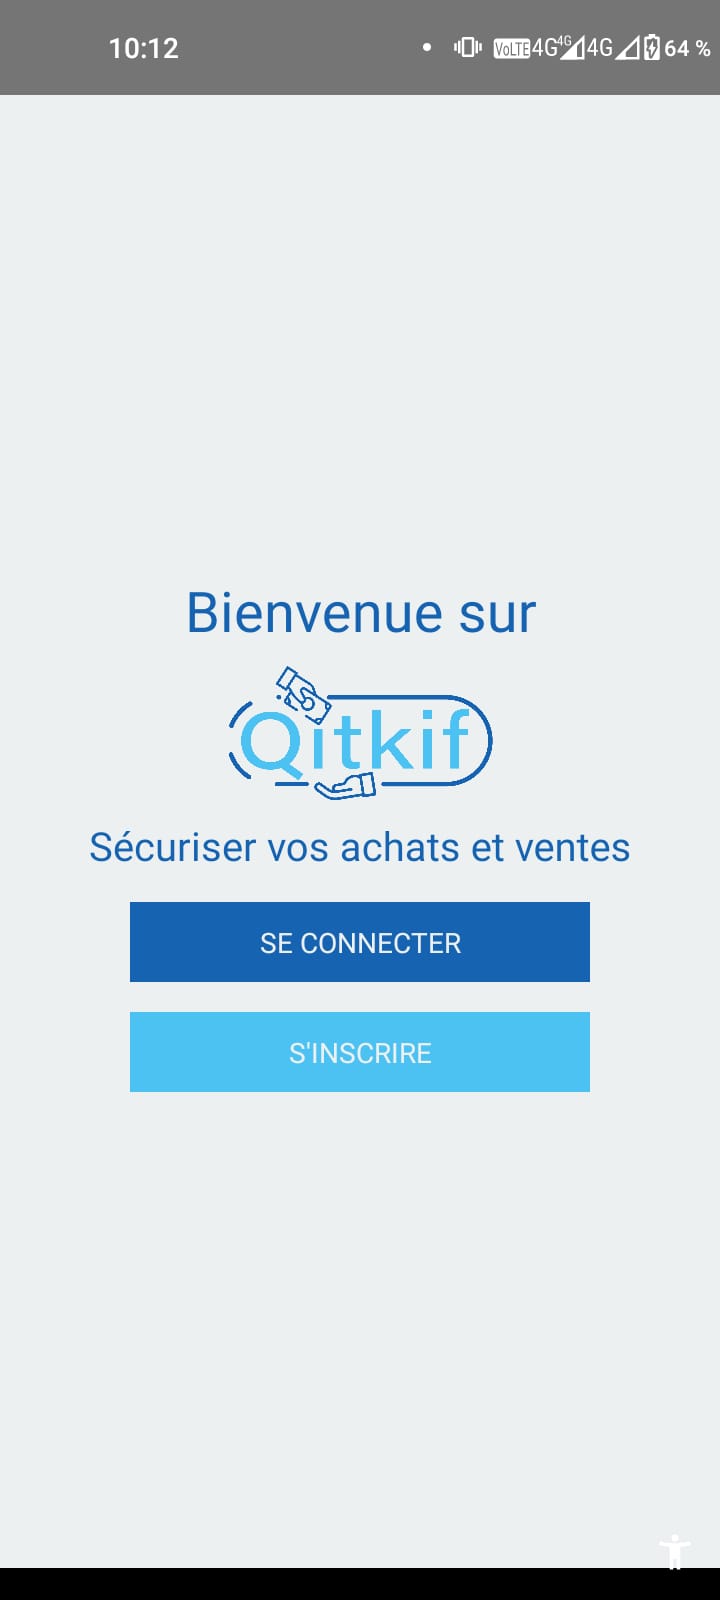 10:12 VoLTE 4G 4G 4G 64 %
Bienvenue sur
Qitkif
Sécuriser vos achats et ventes
SE CONNECTER
S'INSCRIRE